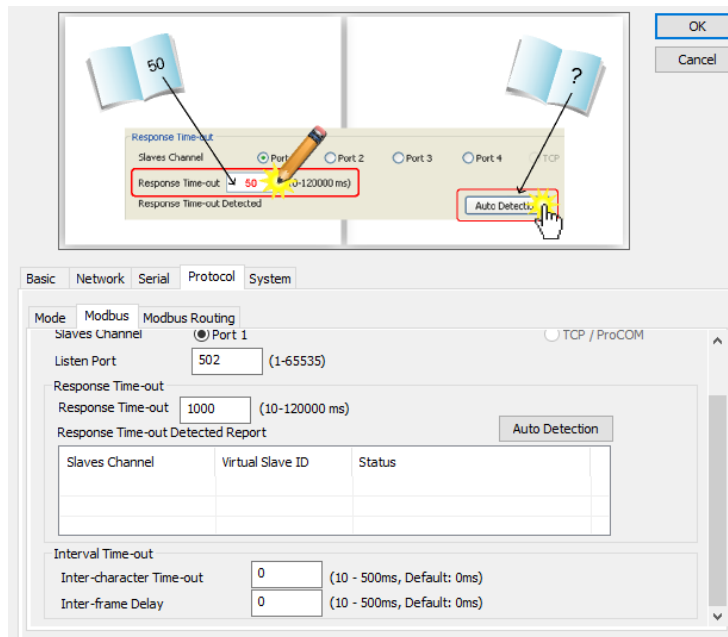 OK
Cancel
50
?
Response Time-out
Slaves Channel Port Port 2 Port 3 Port 4 TCP
Response Time-out 50 0-120000 ms)
Response Time-out Detected
Auto Detecti
Basic Network Serial Protocol System
Mode Modbus Modbus Routing
Slaves Channel Port 1 TCP / ProCOM
Listen Port 502 (1-65535)
Response Time-out
Response Time-out 1000 (10-120000 ms)
Response Time-out Detected Report Auto Detection
Slaves Channel Virtual Slave ID Status
Interval Time-out
Inter-character Time-out 0 (10 - 500ms, Default: 0ms)
Inter-frame Delay 0 (10 - 500ms, Default: 0ms)